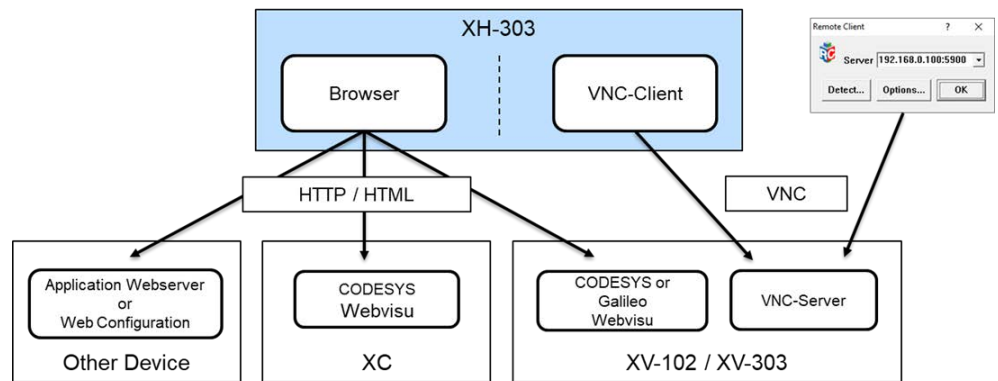 XH-303
Browser
VNC-Client
Remote Client
? ×
RC
Server 192.168.0.100:5900
Detect... Options... OK
HTTP / HTML
VNC
Application Webserver
or
Web Configuration
Other Device
CODESYS
Webvisu
XC
CODESYS or
Galileo
Webvisu
VNC-Server
XV-102 / XV-303